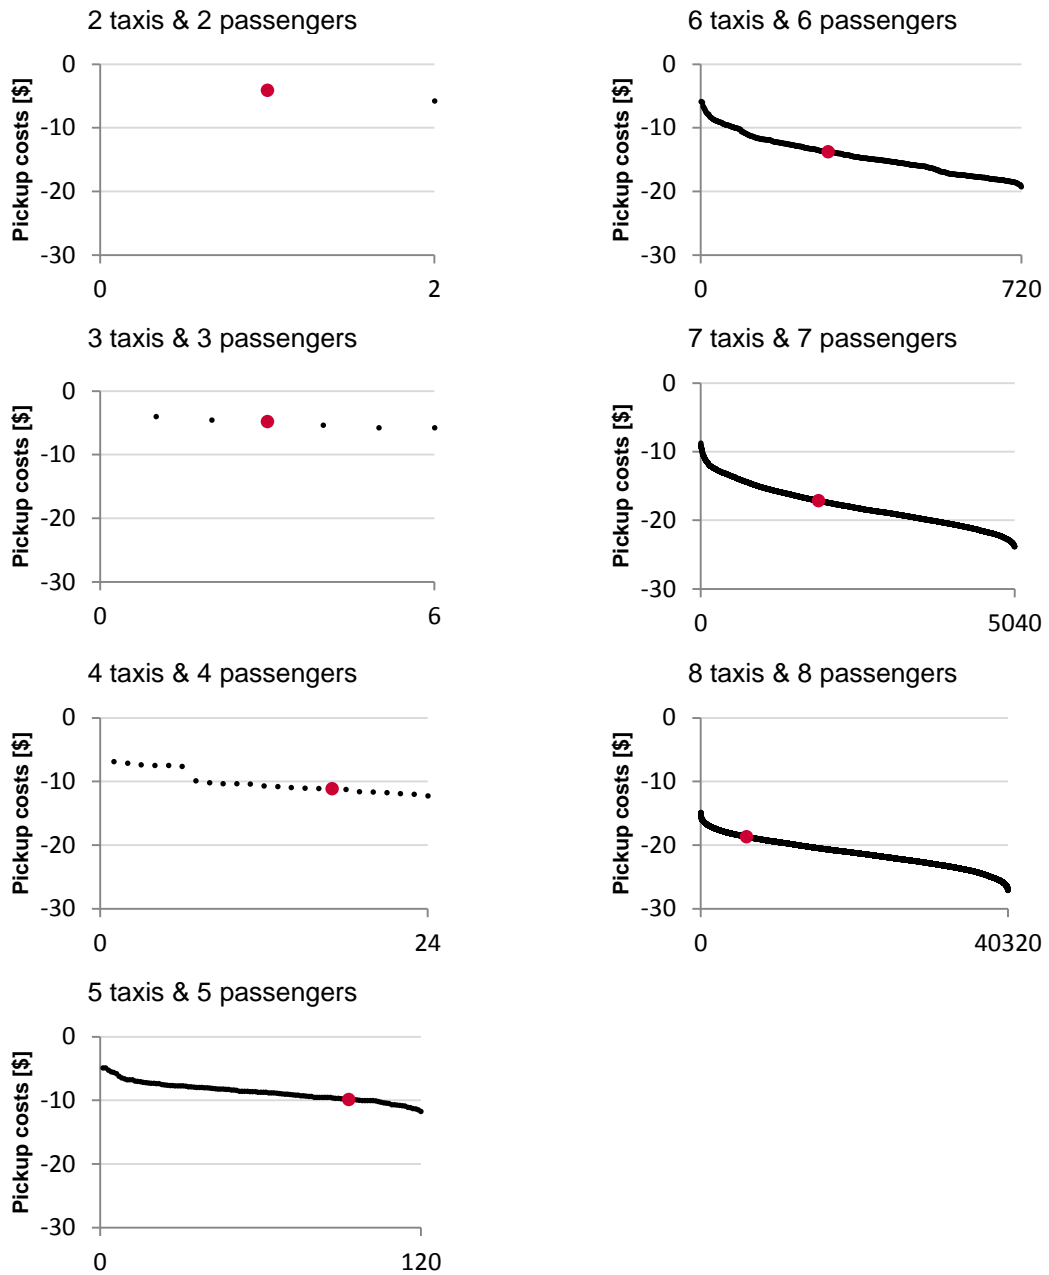 2 taxis & 2 passengers
Pickup costs [$]
0
-10
-20
-30
0 2
3 taxis & 3 passengers
Pickup costs [$]
0
-10
-20
-30
0 6
4 taxis & 4 passengers
Pickup costs [$]
0
-10
-20
-30
0 24
5 taxis & 5 passengers
Pickup costs [$]
0
-10
-20
-30
0 120
6 taxis & 6 passengers
Pickup costs [$]
0
-10
-20
-30
0 720
7 taxis & 7 passengers
Pickup costs [$]
0
-10
-20
-30
0 5040
8 taxis & 8 passengers
Pickup costs [$]
0
-10
-20
-30
0 40320